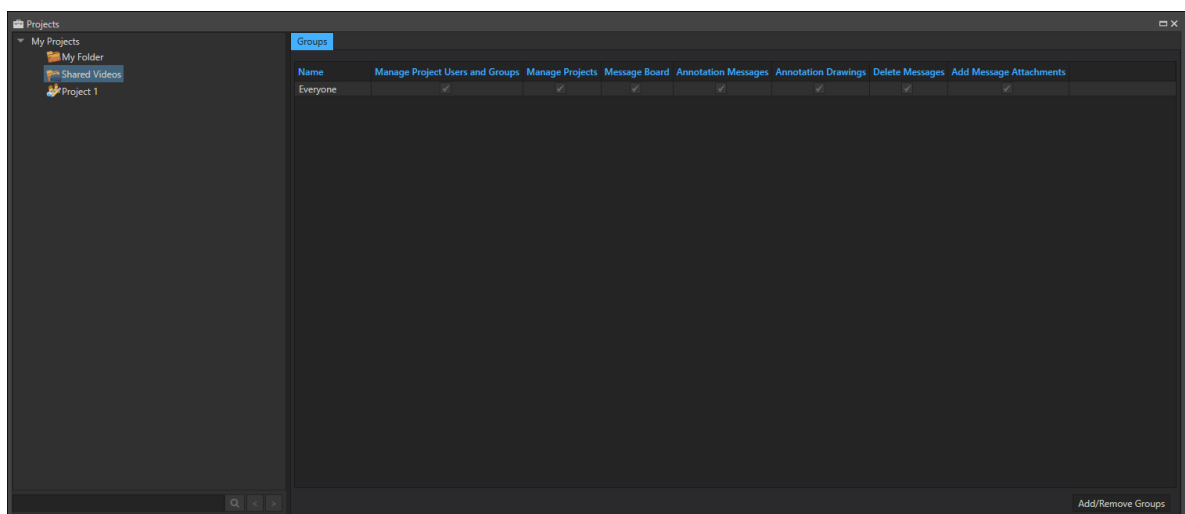 Projects
My Projects
My Folder
Shared Videos
Project 1
Groups
Name Manage Project Users and Groups Manage Projects Message Board Annotation Messages Annotation Drawings Delete Messages Add Message Attachments
Everyone
< >
Add/Remove Groups